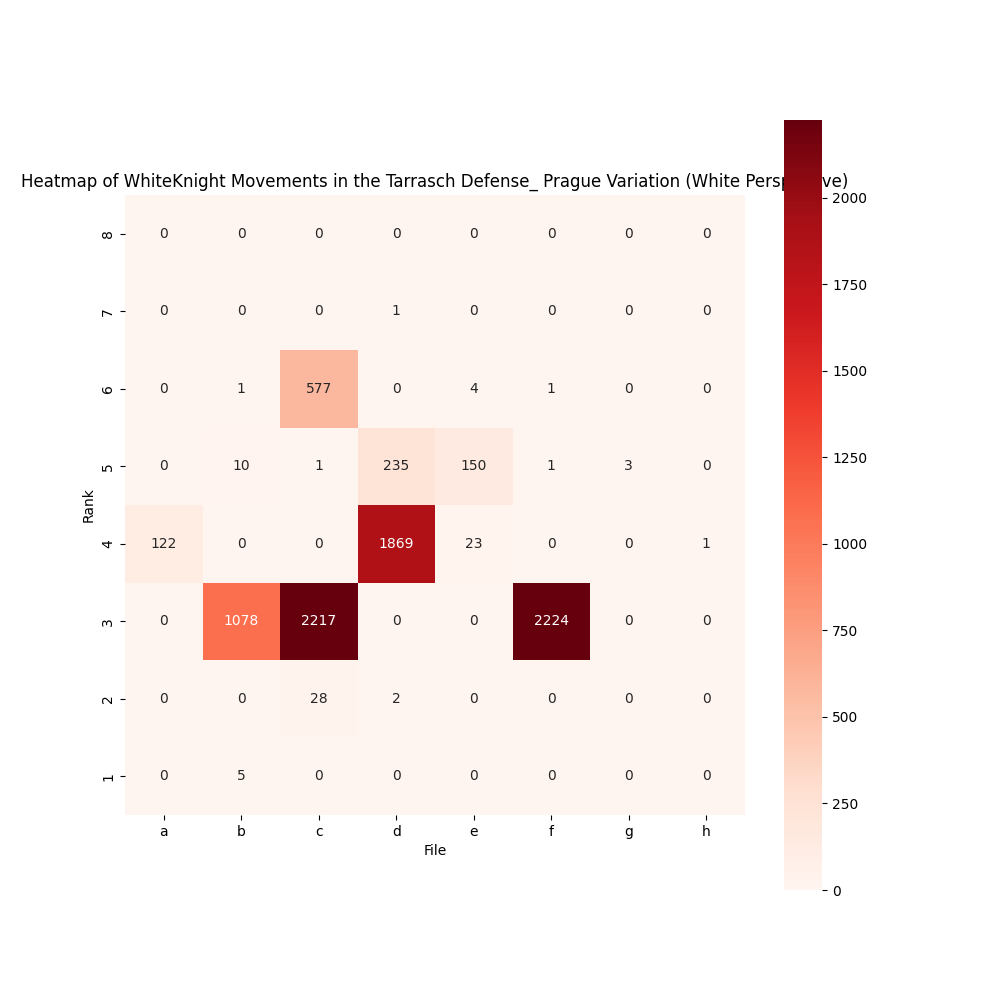 Heatmap of WhiteKnight Movements in the Tarrasch Defense_ Prague Variation (White Perspective)
8 0 0 0 0 0 0 0 0
2000
7 0 0 0 1 0 0 0 0
1750
6 0 1 577 0 4 1 0 0
1500
5 0 10 1 235 150 1 3 0
1250
Rank
4 122 0 0 1869 23 0 0 1
1000
3 0 1078 2217 0 0 2224 0 0
750
2 0 0 28 2 0 0 0 0
500
1 0 5 0 0 0 0 0 0
250
a b c d e f g h
File
0